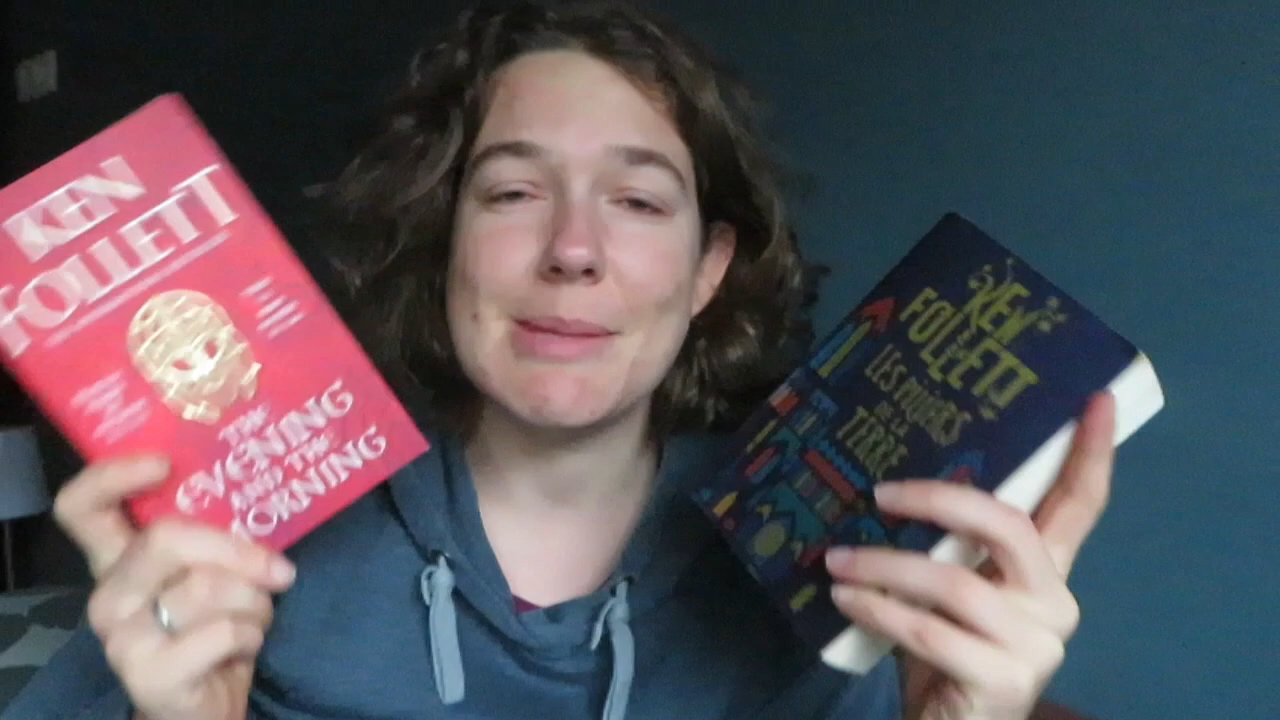 KEN
FOLLETT
THE
EVENING
AND THE
MORNING
KEN
FOLLETT
LES PILIERS
DE LA
TERRE